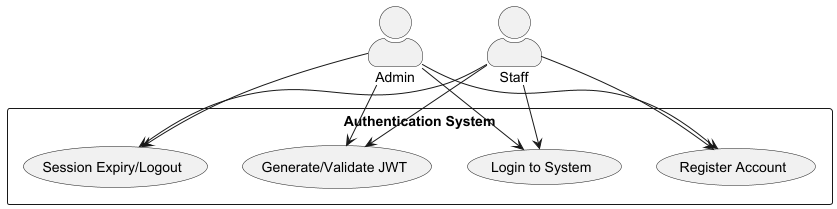 Admin
Staff
Authentication System
Session Expiry/Logout
Generate/Validate JWT
Login to System
Register Account